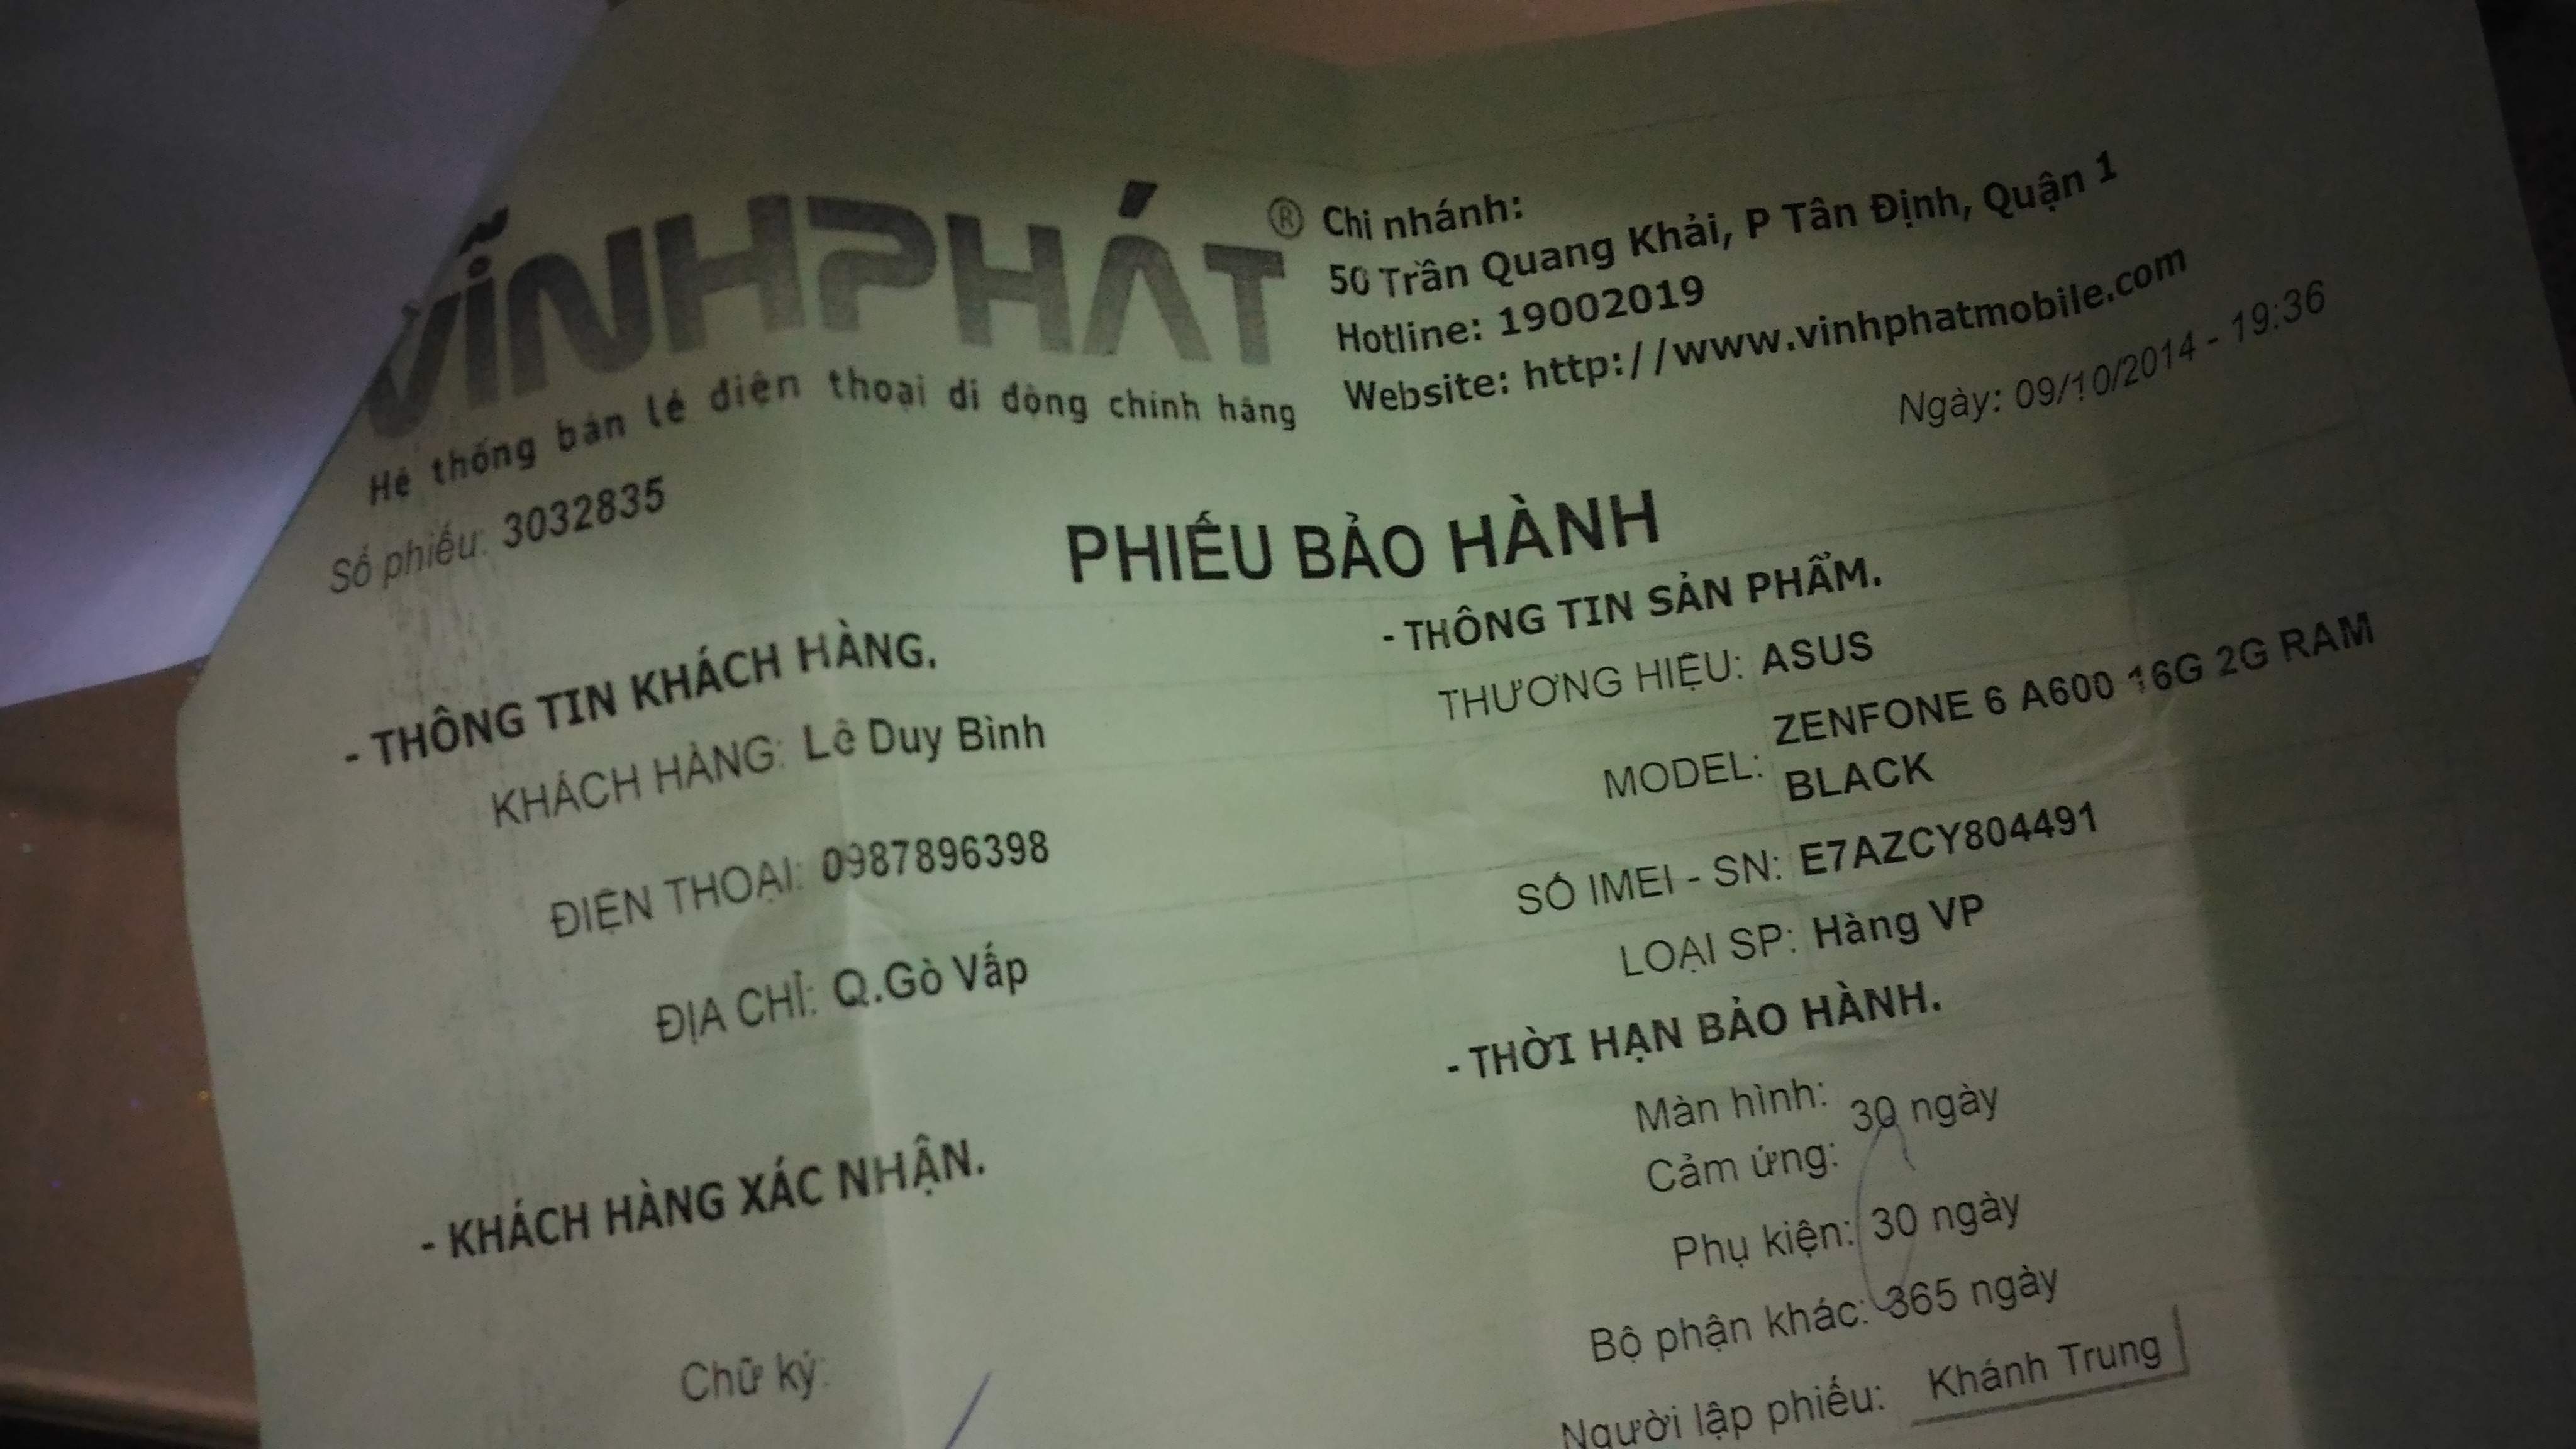 VĨNHPHÁT®
Hệ thống bán lẻ điện thoại di động chính hãng
Chi nhánh:
50 Trần Quang Khải, P Tân Định, Quận 1
Hotline: 19002019
Website: http://www.vinhphatmobile.com
Ngày: 09/10/2014 - 19:36
Số phiếu: 3032835
PHIẾU BẢO HÀNH
- THÔNG TIN KHÁCH HÀNG.
KHÁCH HÀNG: Lê Duy Bình
ĐIỆN THOẠI: 0987896398
ĐỊA CHỈ: Q.Gò Vấp
- KHÁCH HÀNG XÁC NHẬN.
Chữ ký:
- THÔNG TIN SẢN PHẨM.
THƯƠNG HIỆU: ASUS
MODEL: ZENFONE 6 A600 16G 2G RAM
BLACK
SỐ IMEI - SN: E7AZCY804491
LOẠI SP: Hàng VP
- THỜI HẠN BẢO HÀNH.
Màn hình: 30 ngày
Cảm ứng:
Phụ kiện: 30 ngày
Bộ phận khác: 365 ngày
Người lập phiếu: Khánh Trung